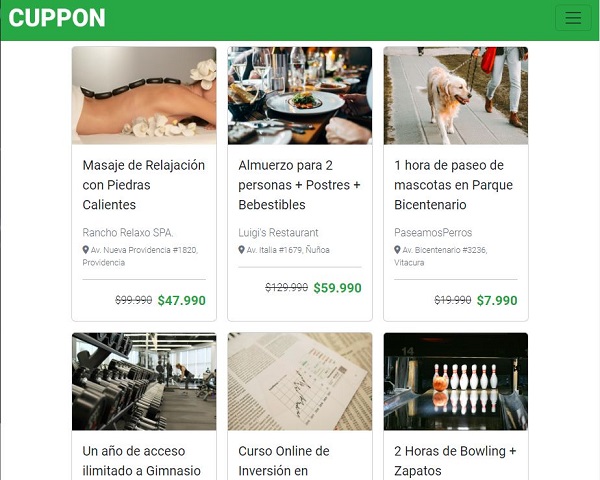 CUPPON
Masaje de Relajación
con Piedras
Calientes
Rancho Relaxo SPA.
Av. Nueva Providencia #1820,
Providencia
$99.990 $47.990
Almuerzo para 2
personas + Postres +
Bebestibles
Luigi's Restaurant
Av. Italia #1679, Ñuñoa
$129.990 $59.990
1 hora de paseo de
mascotas en Parque
Bicentenario
PaseamosPerros
Av. Bicentenario #3236,
Vitacura
$19.990 $7.990
Un año de acceso
ilimitado a Gimnasio
Curso Online de
Inversión en
2 Horas de Bowling +
Zapatos